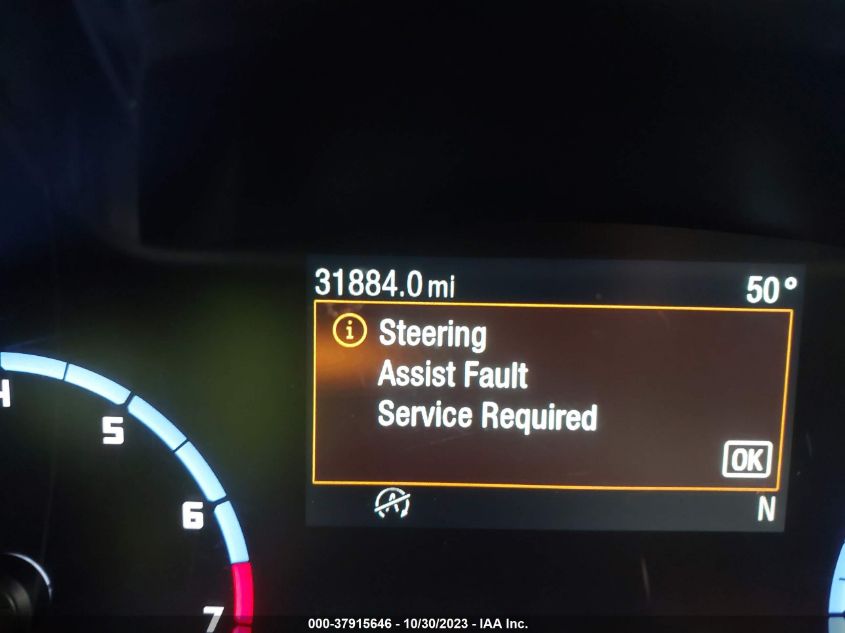 31884.0 mi 50°
Steering
Assist Fault
Service Required
OK
N
4
5
6
7
000-37915646 - 10/30/2023 - IAA Inc.